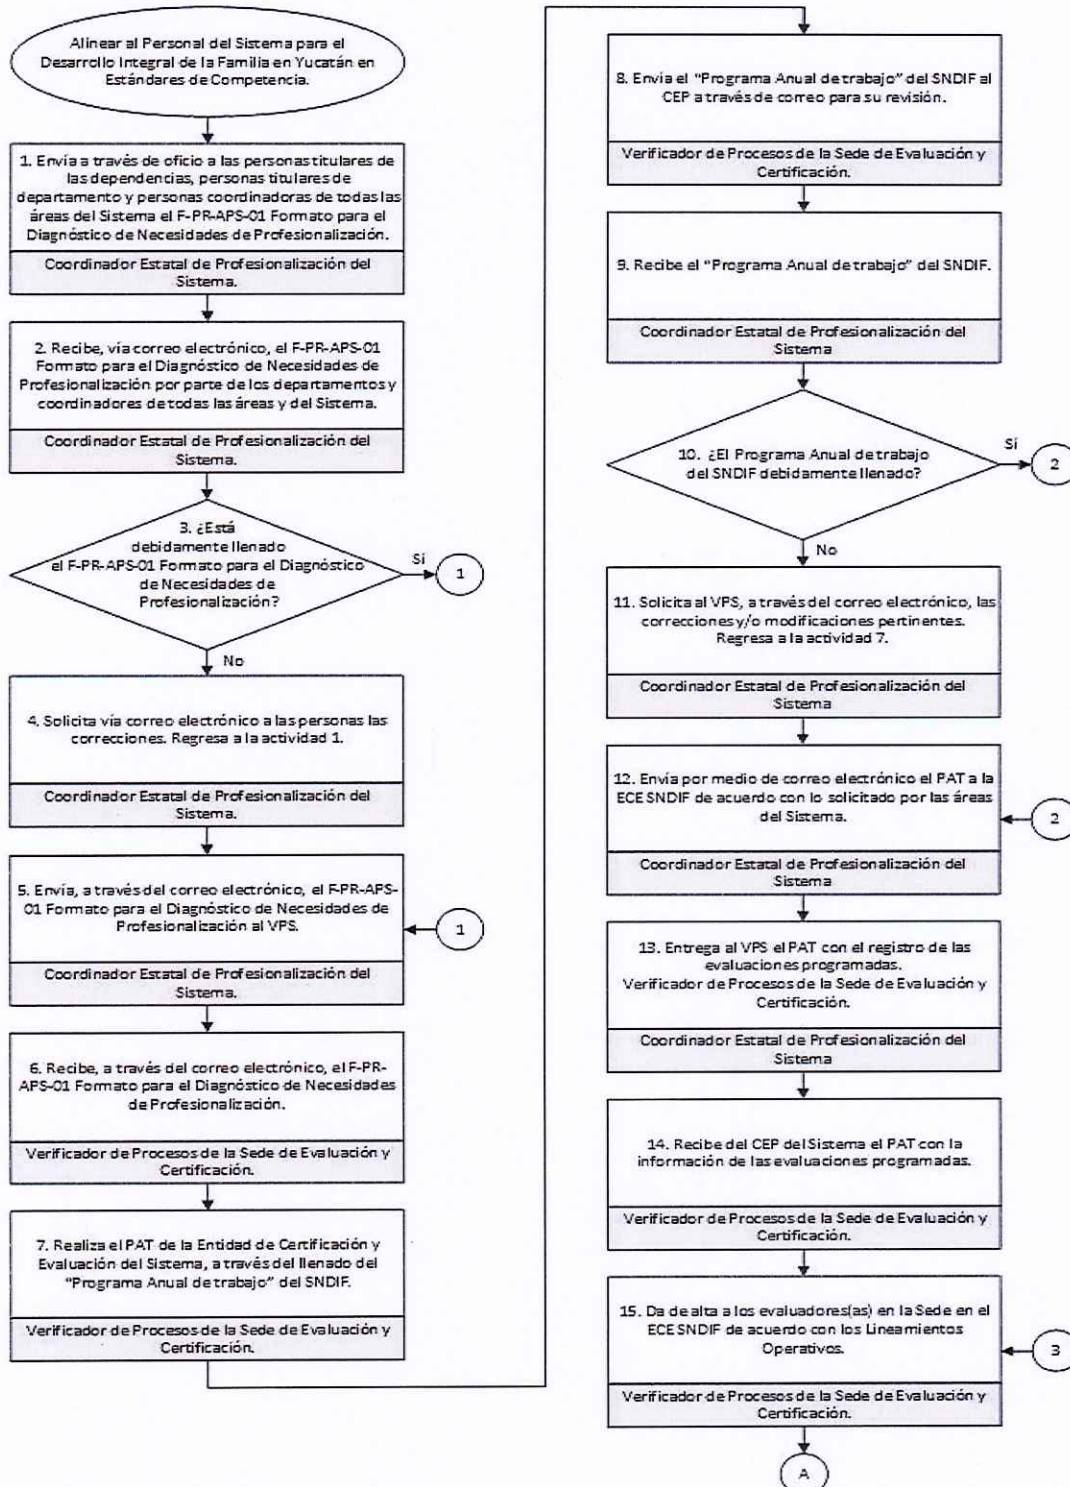 Alinear al Personal del Sistema para el
Desarrollo Integral de la Familia en Yucatán en
Estándares de Competencia.
1. Envía a través de oficio a las personas titulares de
las dependencias, personas titulares de
departamento y personas coordinadoras de todas las
áreas del Sistema el F-PR-APS-01 Formato para el
Diagnóstico de Necesidades de Profesionalización.
Coordinador Estatal de Profesionalización del
Sistema.
2. Recibe, vía correo electrónico, el F-PR-APS-01
Formato para el Diagnóstico de Necesidades de
Profesionalización por parte de los departamentos y
coordinadores de todas las áreas y del Sistema.
Coordinador Estatal de Profesionalización del
Sistema.
3. ¿Está
debidamente llenado
el F-PR-APS-01 Formato para el Diagnóstico
de Necesidades de
Profesionalización?
Sí
1
No
4. Solicita vía correo electrónico a las personas las
correcciones. Regresa a la actividad 1.
Coordinador Estatal de Profesionalización del
Sistema.
5. Envía, a través del correo electrónico, el F-PR-APS-
01 Formato para el Diagnóstico de Necesidades de
Profesionalización al VPS.
1
Coordinador Estatal de Profesionalización del
Sistema.
6. Recibe, a través del correo electrónico, el F-PR-
APS-01 Formato para el Diagnóstico de Necesidades
de Profesionalización.
Verificador de Procesos de la Sede de Evaluación y
Certificación.
7. Realiza el PAT de la Entidad de Certificación y
Evaluación del Sistema, a través del llenado del
"Programa Anual de trabajo" del SNDIF.
Verificador de Procesos de la Sede de Evaluación y
Certificación.
8. Envía el "Programa Anual de trabajo" del SNDIF al
CEP a través de correo para su revisión.
Verificador de Procesos de la Sede de Evaluación y
Certificación.
9. Recibe el "Programa Anual de trabajo" del SNDIF.
Coordinador Estatal de Profesionalización del
Sistema
10. ¿El Programa Anual de trabajo
del SNDIF debidamente llenado?
Sí
2
No
11. Solicita al VPS, a través del correo electrónico, las
correcciones y/o modificaciones pertinentes.
Regresa a la actividad 7.
Coordinador Estatal de Profesionalización del
Sistema
12. Envía por medio de correo electrónico el PAT a la
ECE SNDIF de acuerdo con lo solicitado por las áreas
del Sistema.
2
Coordinador Estatal de Profesionalización del
Sistema
13. Entrega al VPS el PAT con el registro de las
evaluaciones programadas.
Verificador de Procesos de la Sede de Evaluación y
Certificación.
Coordinador Estatal de Profesionalización del
Sistema
14. Recibe del CEP del Sistema el PAT con la
información de las evaluaciones programadas.
Verificador de Procesos de la Sede de Evaluación y
Certificación.
15. Da de alta a los evaluadores(as) en la Sede en el
ECE SNDIF de acuerdo con los Lineamientos
Operativos.
3
Verificador de Procesos de la Sede de Evaluación y
Certificación.
A